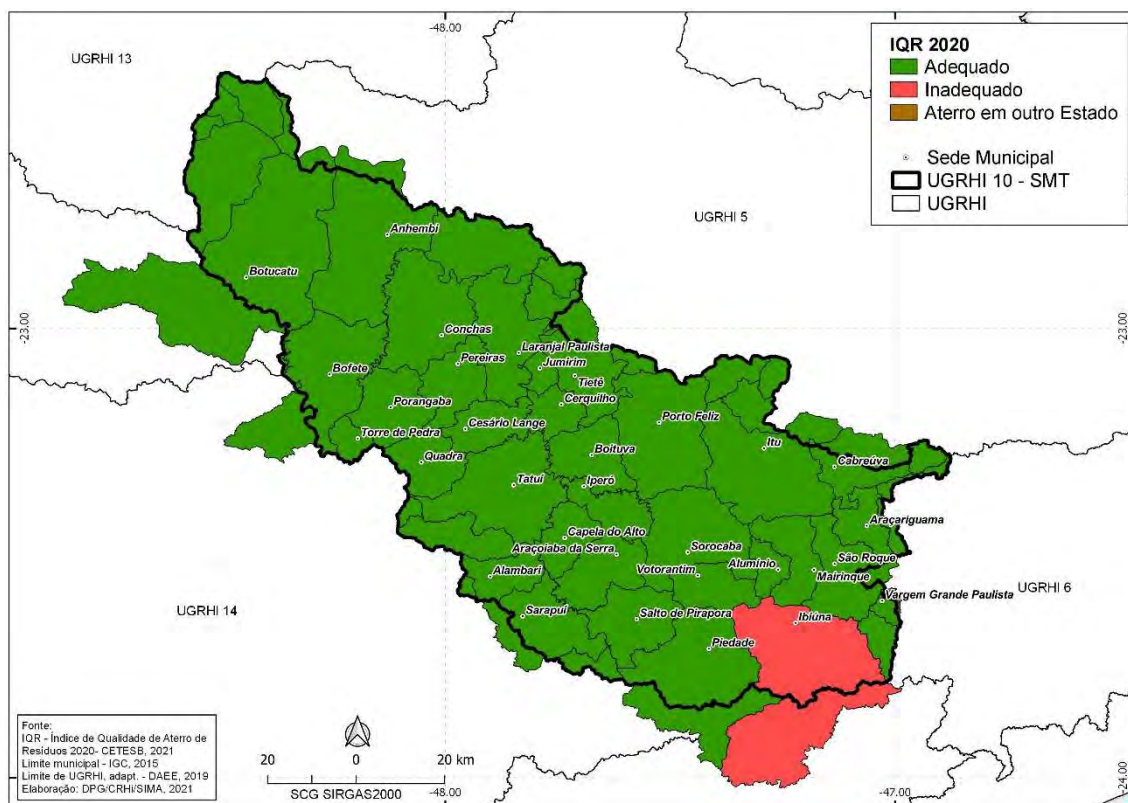 -48.00
UGRHI 13
IQR 2020
Adequado
Inadequado
Aterro em outro Estado
Sede Municipal
UGRHI 10 - SMT
UGRHI
UGRHI 5
Anhembi
Botucatu
-23.00
-23.00
Conchas
Laranjal Paulista
Pereiras
Jumirim
Bofete
Tietê
Cerquilho
Porangaba
Porto Feliz
Cesário Lange
Torre de Pedra
Itu
Quadra
Boituva
Cabreúva
Tatuí
Iperó
Araçariguama
Capela do Alto
Araçoiaba da Serra
Sorocaba
São Roque
Alambari
Votorantim
Alumínio
Mairinque
UGRHI 6
Vargem Grande Paulista
UGRHI 14
Sarapuí
Salto de Pirapora
Ibiúna
Piedade
Fonte:
IQR - Índice de Qualidade de Aterro de
Resíduos 2020- CETESB, 2021
Limite municipal - IGC, 2015
Limite de UGRHI, adapt. - DAEE, 2019
Elaboração: DPG/CRHi/SIMA, 2021
20 0 20 km
SCG SIRGAS2000
-48.00
-47.00
-24.00